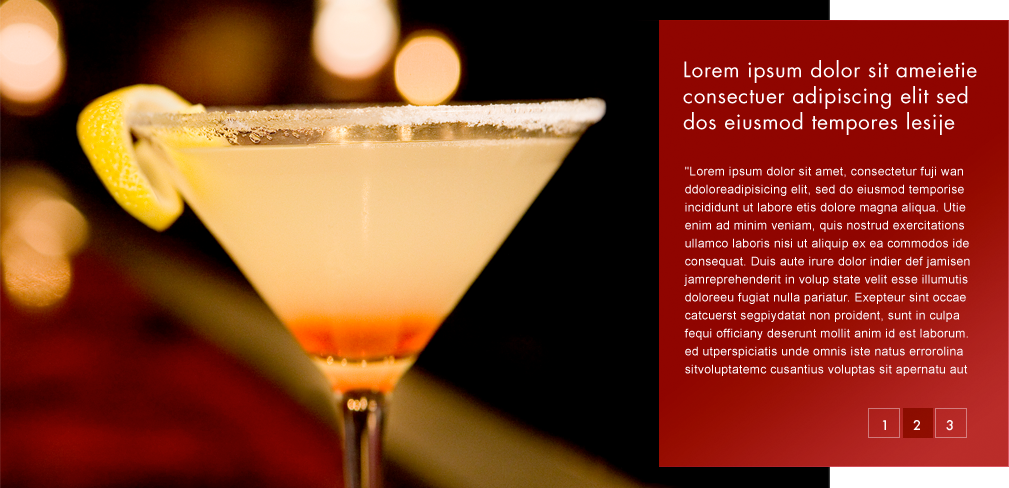 Lorem ipsum dolor sit ameietie
consectuer adipiscing elit sed
dos eiusmod tempores lesije
"Lorem ipsum dolor sit amet, consectetur fuji wan
ddoloreadipisicing elit, sed do eiusmod temporise
incididunt ut labore etis dolore magna aliqua. Utie
enim ad minim veniam, quis nostrud exercitations
ullamco laboris nisi ut aliquip ex ea commodos ide
consequat. Duis aute irure dolor indier def jamisen
jamreprehenderit in volup state velit esse illumutis
doloreeu fugiat nulla pariatur. Exepteur sint occae
catcuerst segpiydatat non proident, sunt in culpa
fequi officiany deserunt mollit anim id est laborum.
ed utperspiciatis unde omnis iste natus errorolina
sitvoluptatemc cusantius voluptas sit apernatu aut
1 2 3